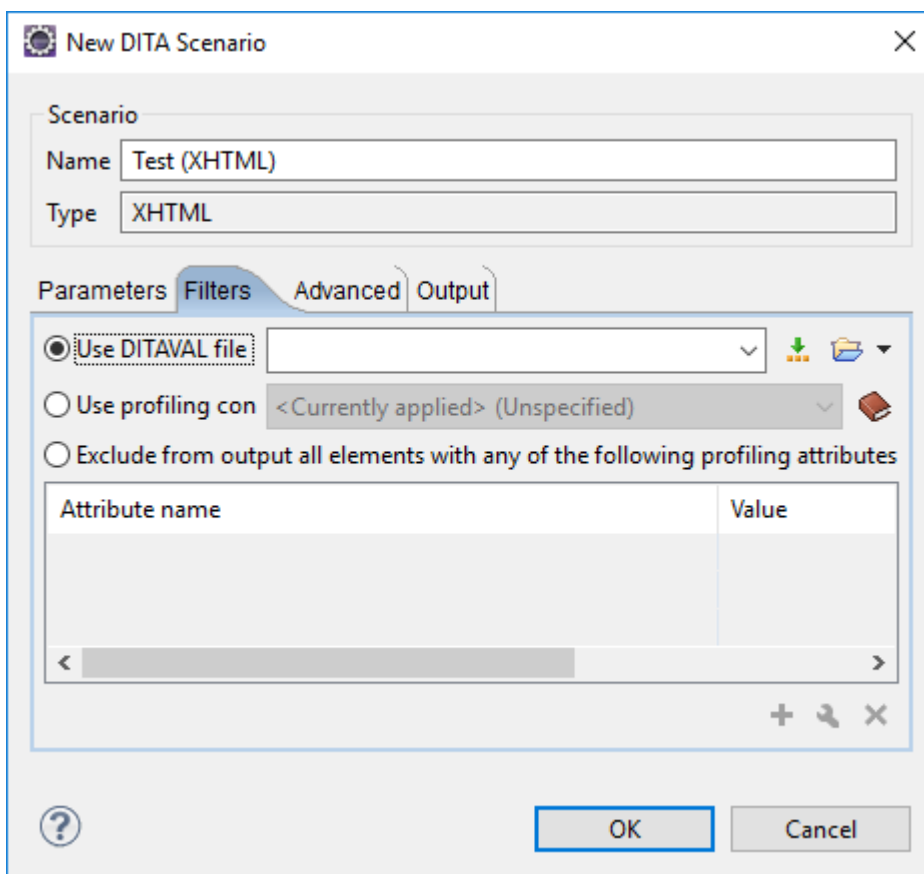 New DITA Scenario
Scenario
Name Test (XHTML)
Type XHTML
Parameters Filters Advanced Output
Use DITAVAL file
Use profiling con <Currently applied> (Unspecified)
Exclude from output all elements with any of the following profiling attributes
Attribute name Value
OK Cancel